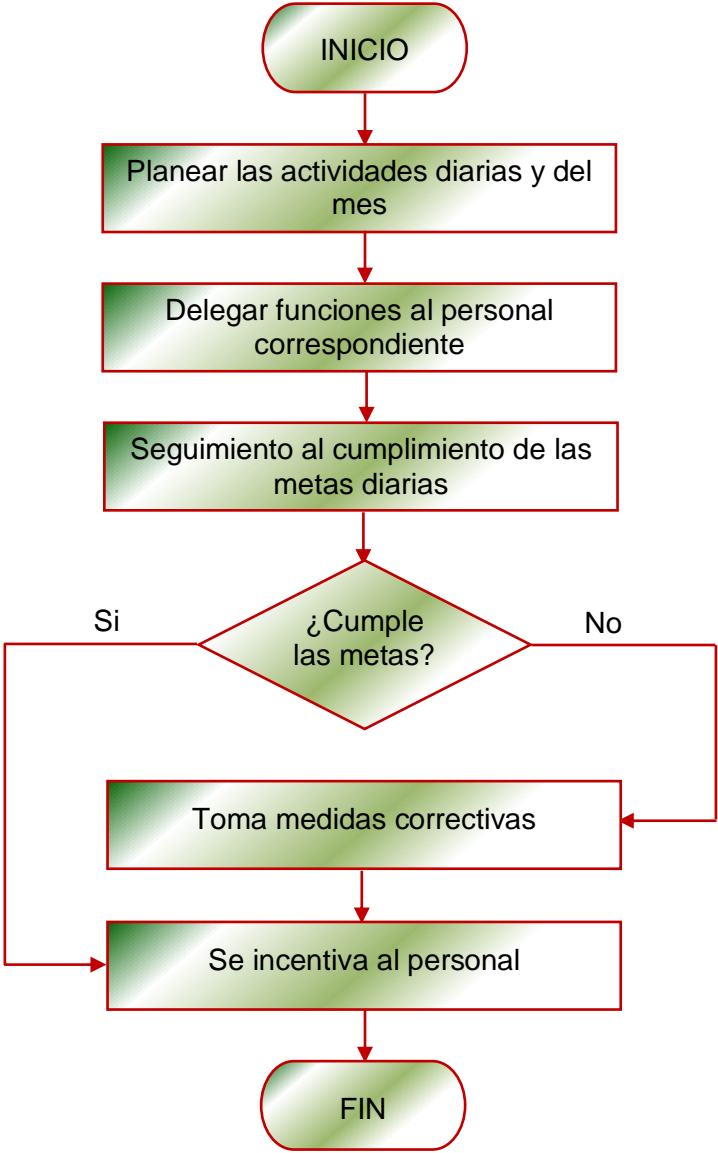 INICIO
Planear las actividades diarias y del
mes
Delegar funciones al personal
correspondiente
Seguimiento al cumplimiento de las
metas diarias
Si
¿Cumple
las metas?
No
Toma medidas correctivas
Se incentiva al personal
FIN